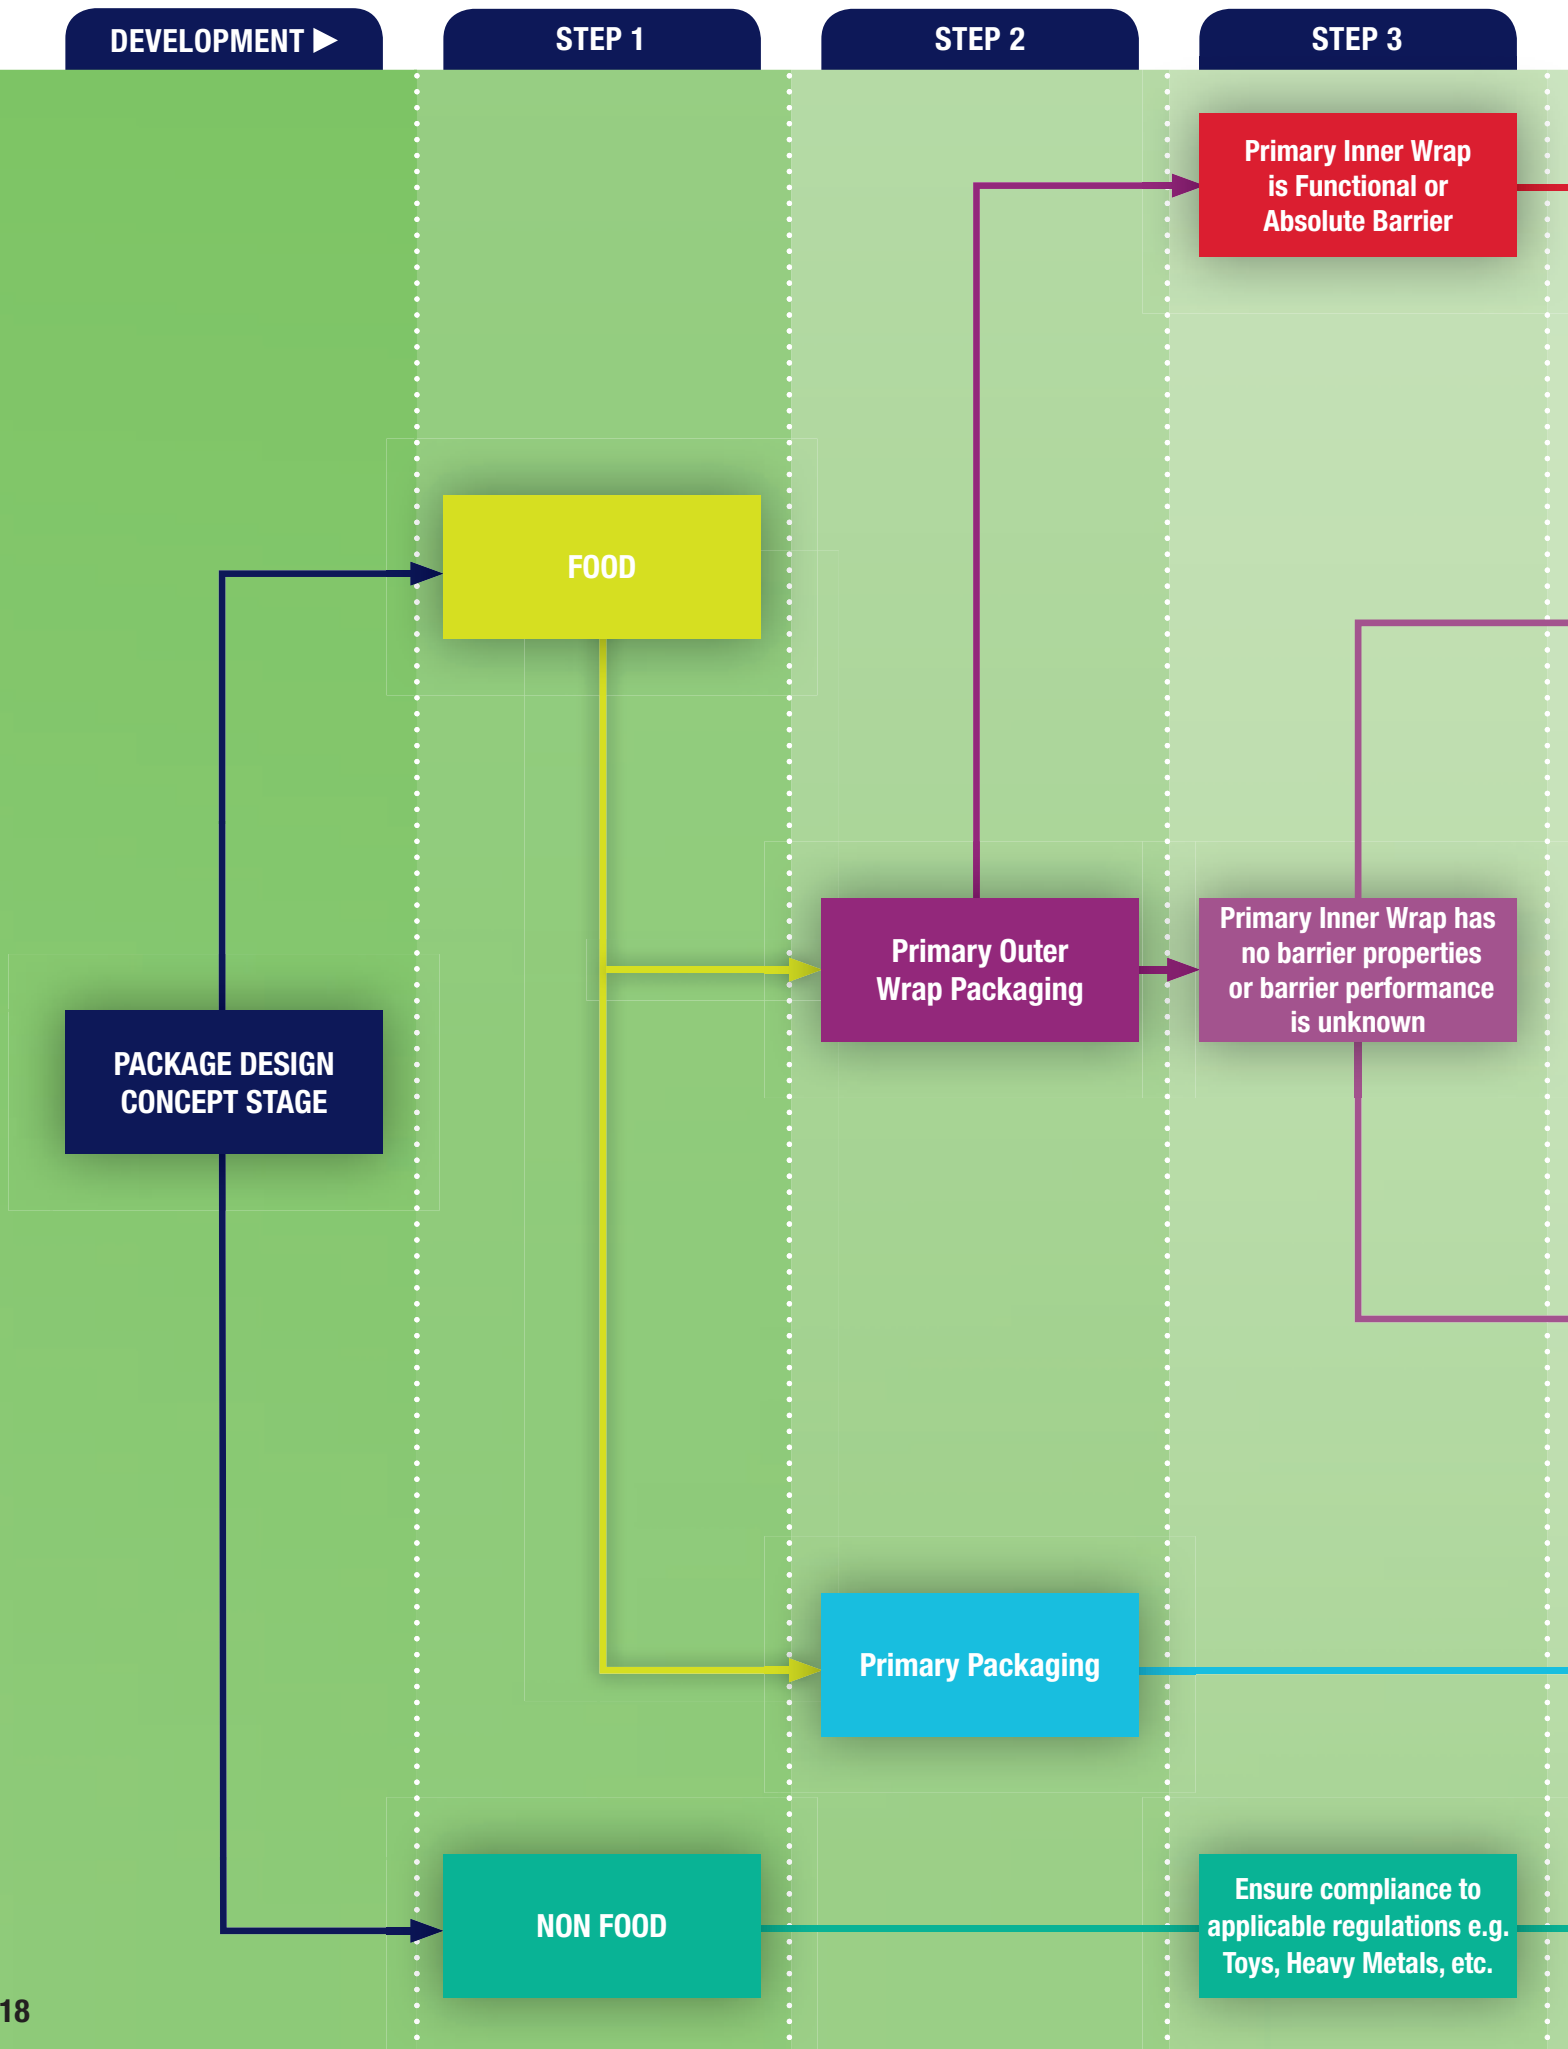 DEVELOPMENT ▶
STEP 1
STEP 2
STEP 3
Primary Inner Wrap
is Functional or
Absolute Barrier
FOOD
Primary Outer
Wrap Packaging
Primary Inner Wrap has
no barrier properties
or barrier performance
is unknown
PACKAGE DESIGN
CONCEPT STAGE
Primary Packaging
NON FOOD
Ensure compliance to
applicable regulations e.g.
Toys, Heavy Metals, etc.
18